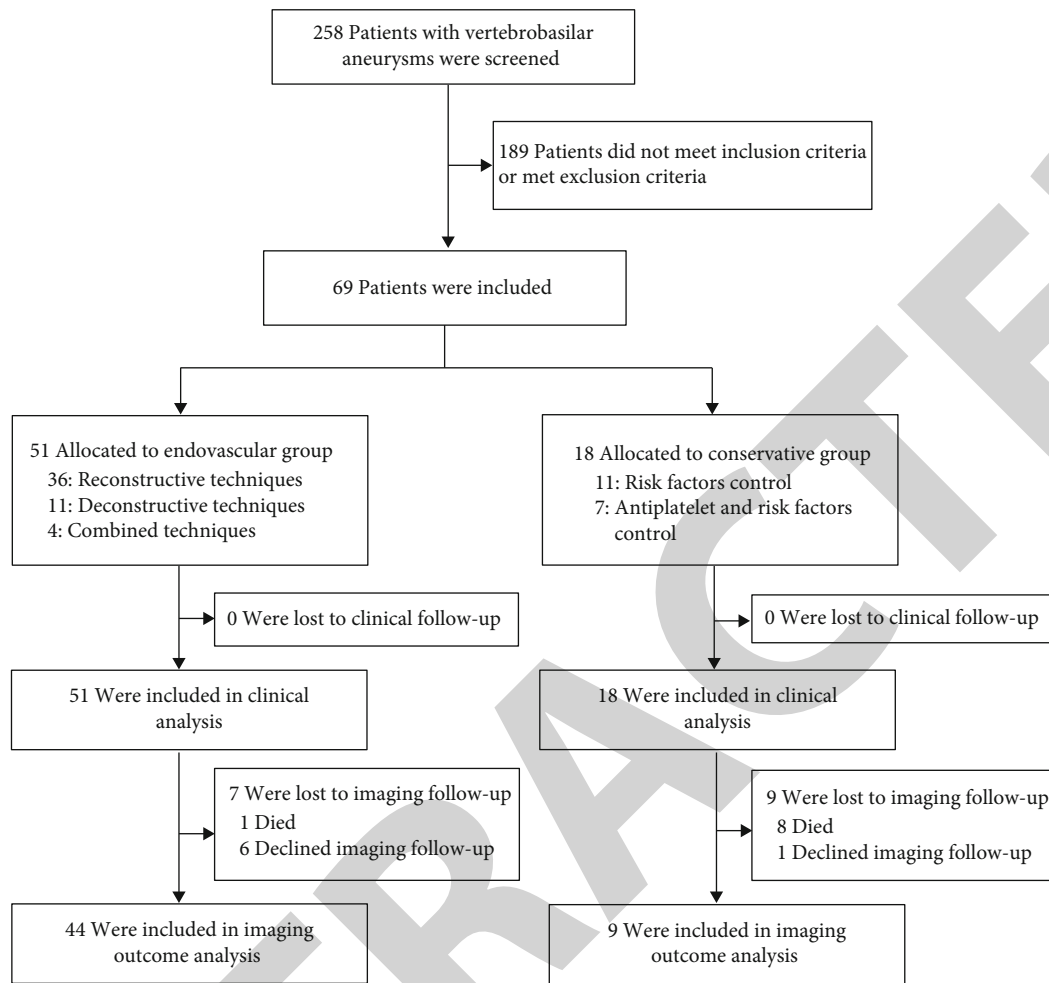 258 Patients with vertebrobasilar
aneurysms were screened
189 Patients did not meet inclusion criteria
or met exclusion criteria
69 Patients were included
51 Allocated to endovascular group
36: Reconstructive techniques
11: Deconstructive techniques
4: Combined techniques
18 Allocated to conservative group
11: Risk factors control
7: Antiplatelet and risk factors
control
0 Were lost to clinical follow-up
0 Were lost to clinical follow-up
51 Were included in clinical
analysis
18 Were included in clinical
analysis
7 Were lost to imaging follow-up
1 Died
6 Declined imaging follow-up
9 Were lost to imaging follow-up
8 Died
1 Declined imaging follow-up
44 Were included in imaging
outcome analysis
9 Were included in imaging
outcome analysis
TRACTE